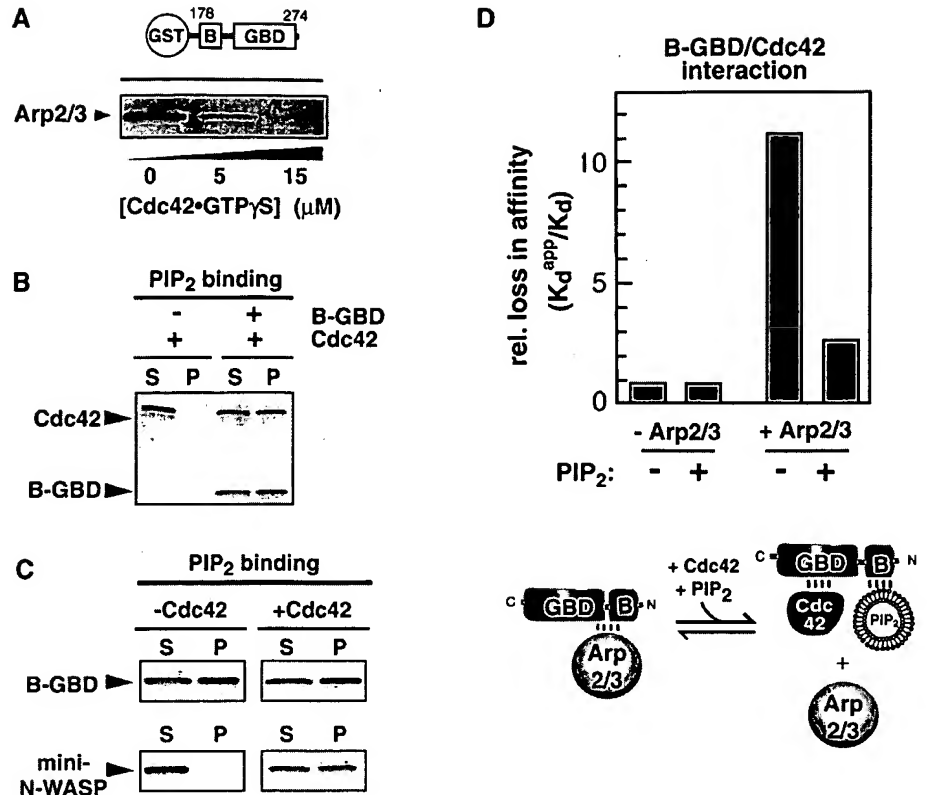 A
178
274
GST
B
GBD
Arp2/3
0 5 15
[Cdc42•GTPγS] (μM)
B
PIP₂ binding
- +
B-GBD
+ +
Cdc42
S P S P
Cdc42
B-GBD
C
PIP₂ binding
-Cdc42 +Cdc42
S P S P
B-GBD
S P S P
mini-
N-WASP
D
B-GBD/Cdc42
interaction
rel. loss in affinity
(Kd^app/Kd)
10
5
0
- Arp2/3 + Arp2/3
PIP₂: - + - +
C GBD B N
Arp
2/3
+ Cdc42
+ PIP₂
C GBD B N
Cdc
42
PIP₂
+
Arp
2/3